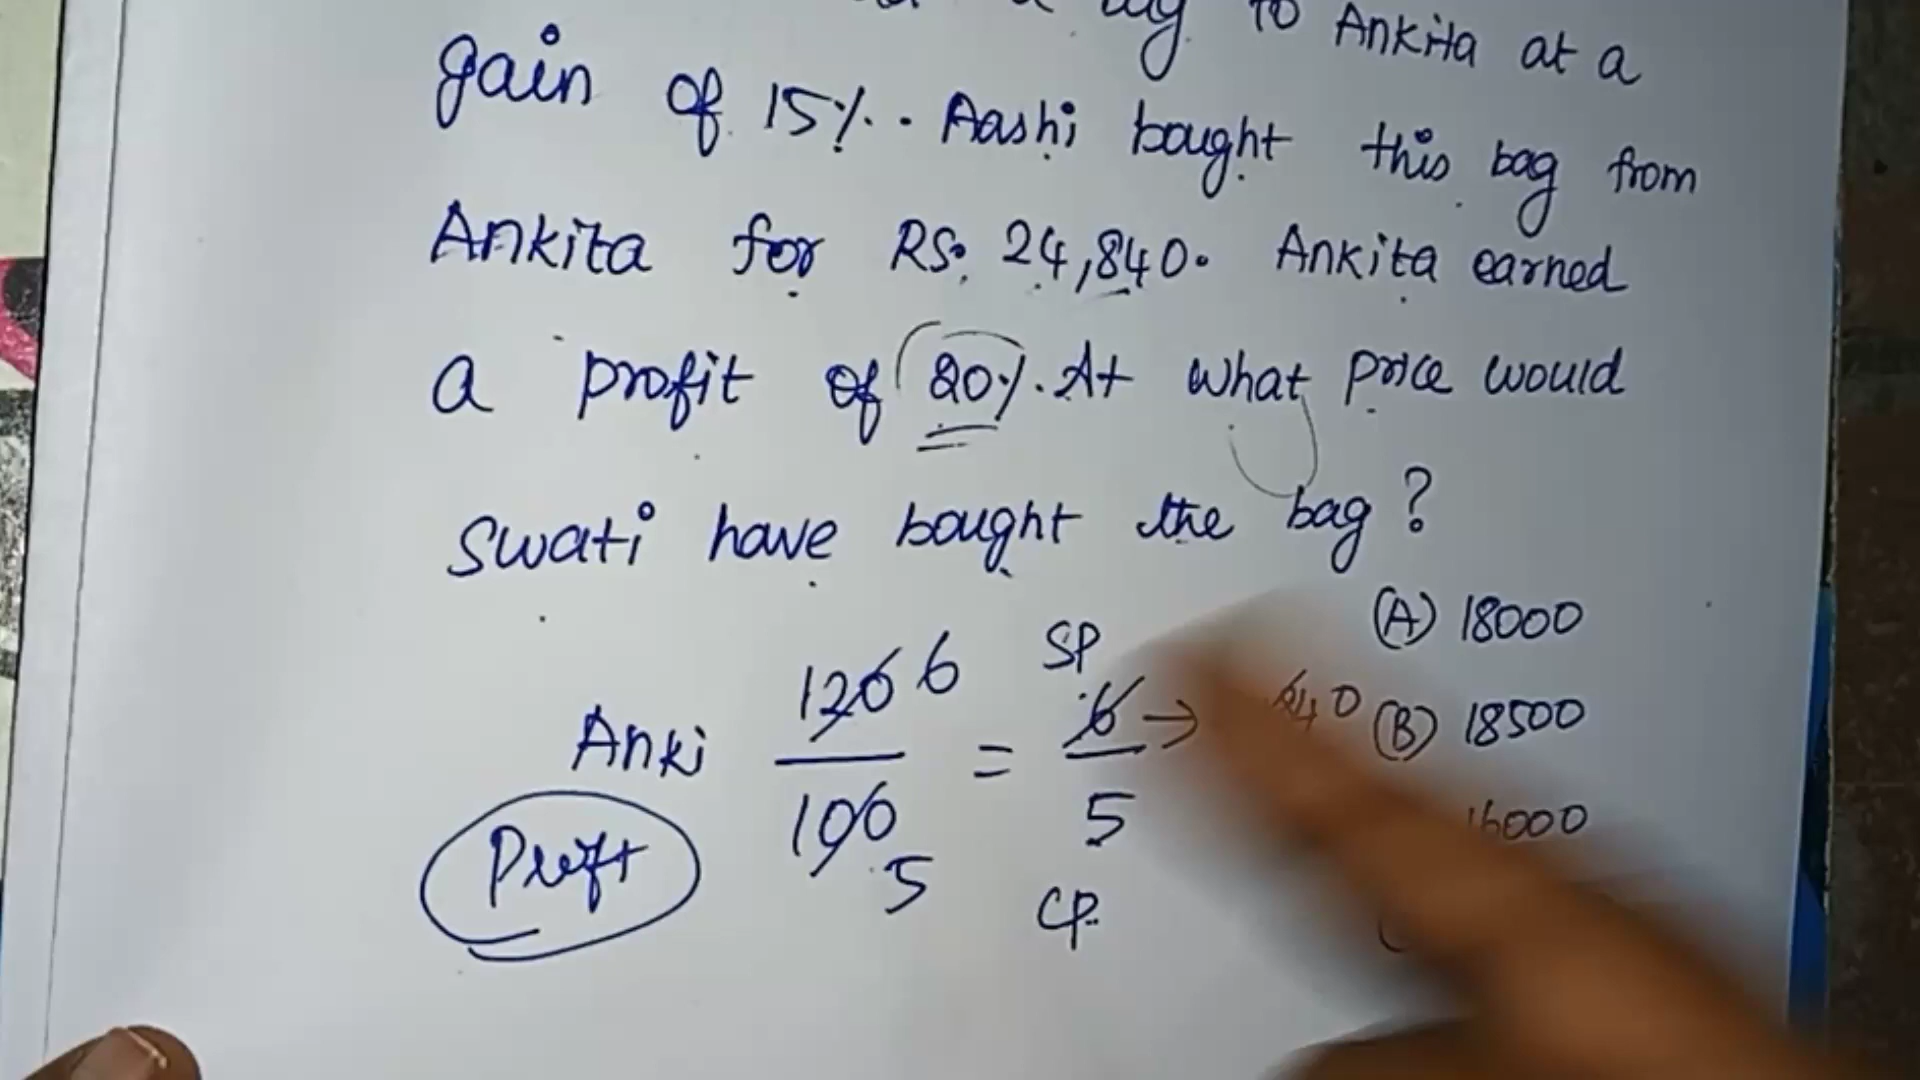 to Ankita at a
gain of 15%. Aashi bought this bag from
Ankita for RS. 24,840. Ankita earned
a profit of 20%. At what price would
Swati have bought the bag?
(A) 18000
Anki 120 6 / 100 5 = SP 6 / 5 CP → 840
(B) 18500
16000
Profit